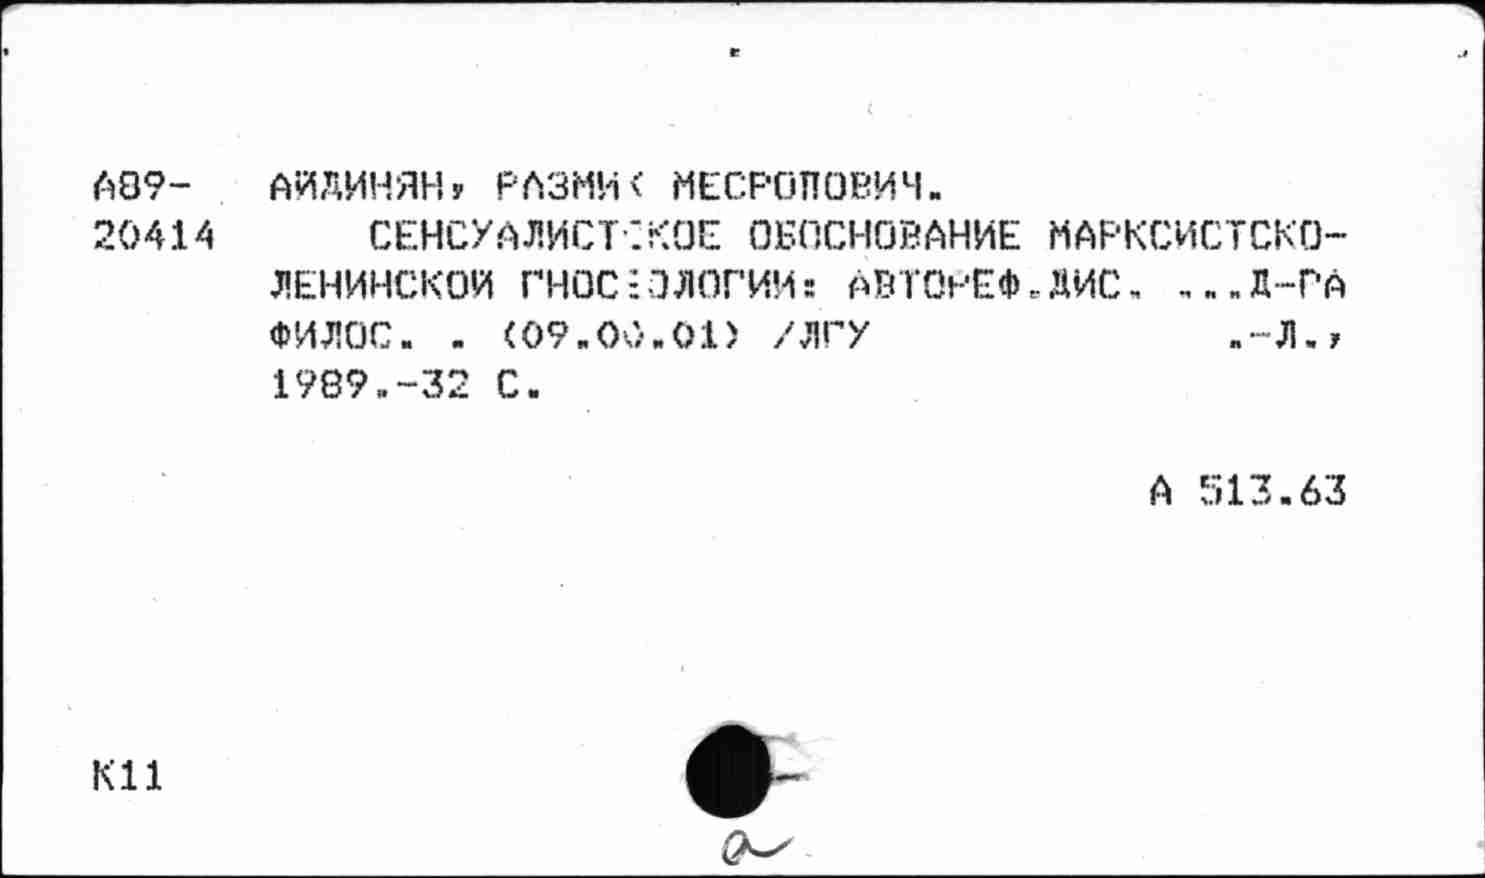 А89- АЙДИНЯН, РАЗМИК МЕСРОПОВИЧ.
20414 СЕНСУАЛИСТСКОЕ ОБОСНОВАНИЕ МАРКСИСТСКО-
ЛЕНИНСКОЙ ГНОСЕОЛОГИИ: АВТОРЕФ.ДИС. ....Д-РА
ФИЛОС. . (09.00.01) /ЛГУ .-Л.,
1989.-32 С.
А 513.63
К11
а